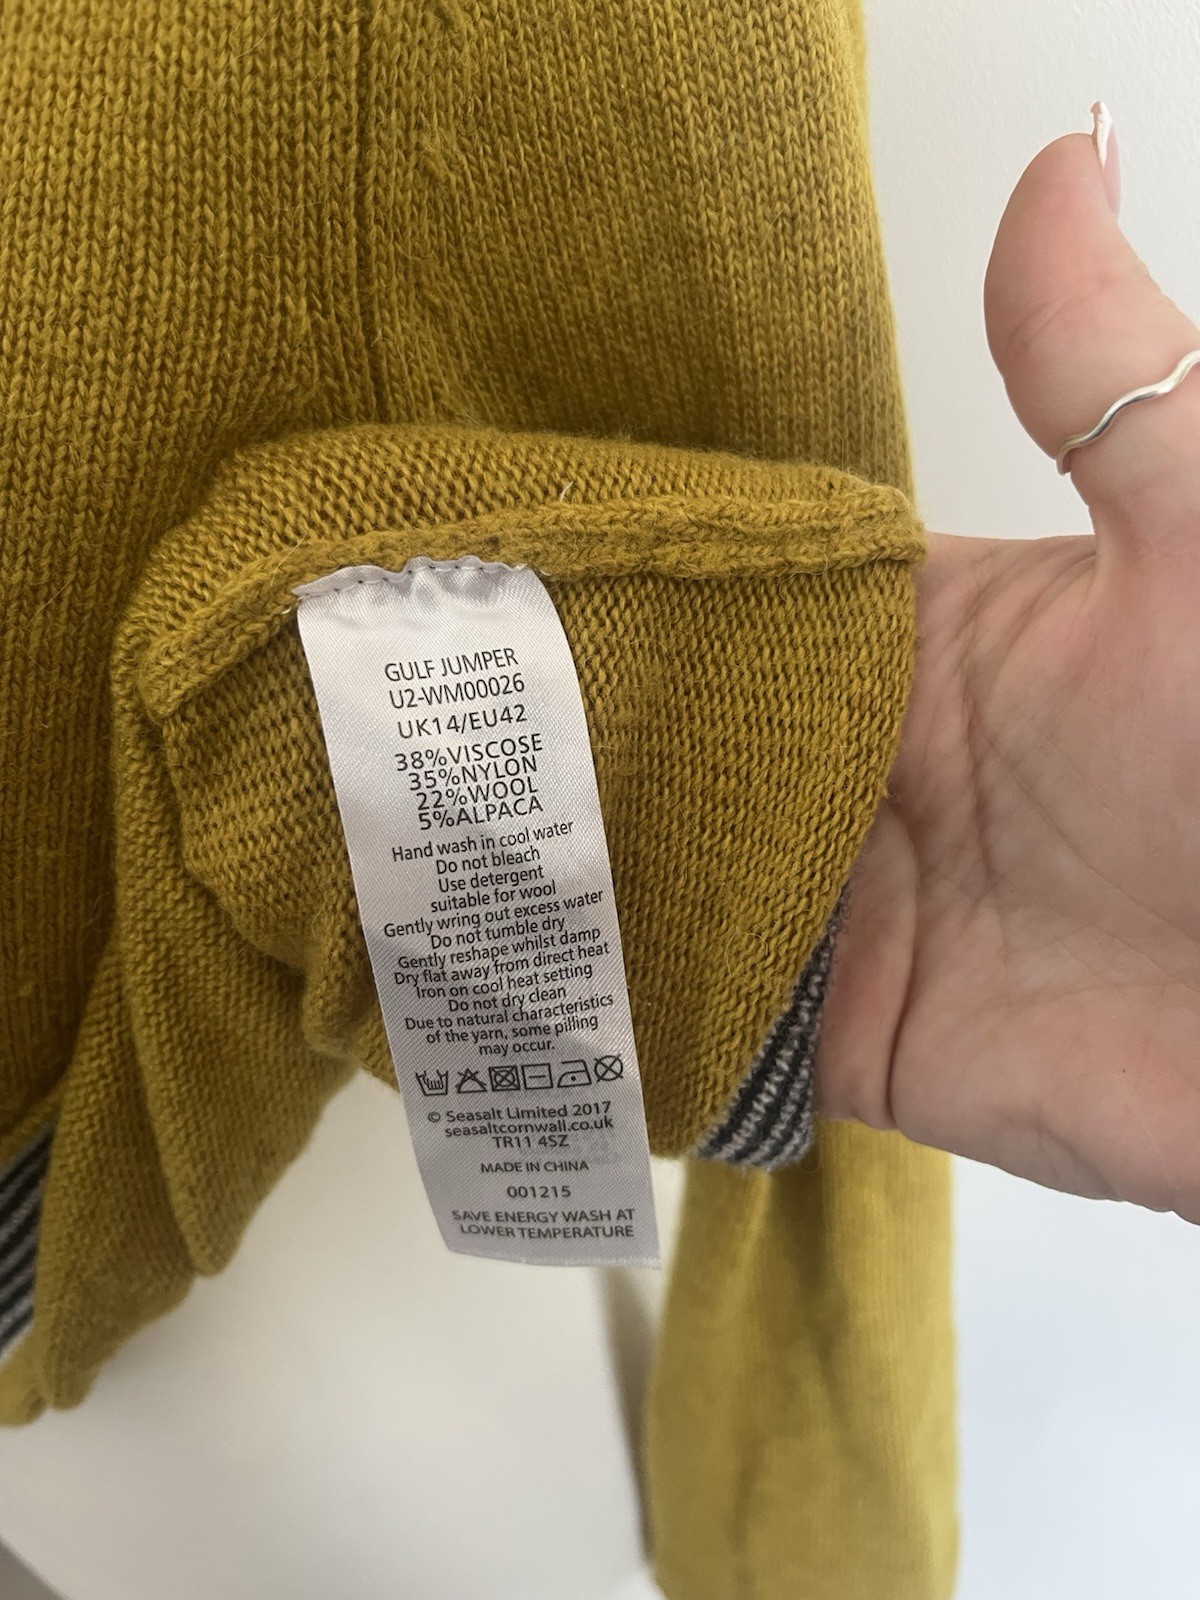 GULF JUMPER
U2-WM00026
UK14/EU42
38%VISCOSE
35%NYLON
22%WOOL
5%ALPACA
Hand wash in cool water
Do not bleach
Use detergent
suitable for wool
Gently wring out excess water
Do not tumble dry
Gently reshape whilst damp
Dry flat away from direct heat
Iron on cool heat setting
Do not dry clean
Due to natural characteristics
of the yarn, some pilling
may occur.
© Seasalt Limited 2017
seasaltcornwall.co.uk
TR11 4SZ
MADE IN CHINA
001215
SAVE ENERGY WASH AT
LOWER TEMPERATURE